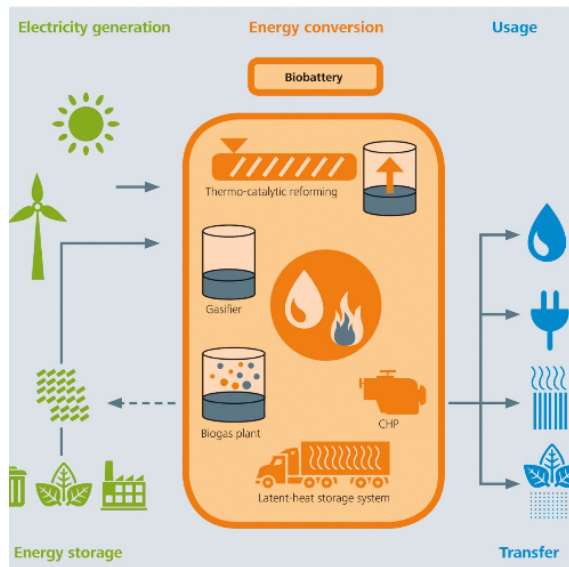 Electricity generation
Energy conversion
Usage
Biobattery
Thermo-catalytic reforming
Gasifier
Biogas plant
CHP
Latent-heat storage system
Energy storage
Transfer